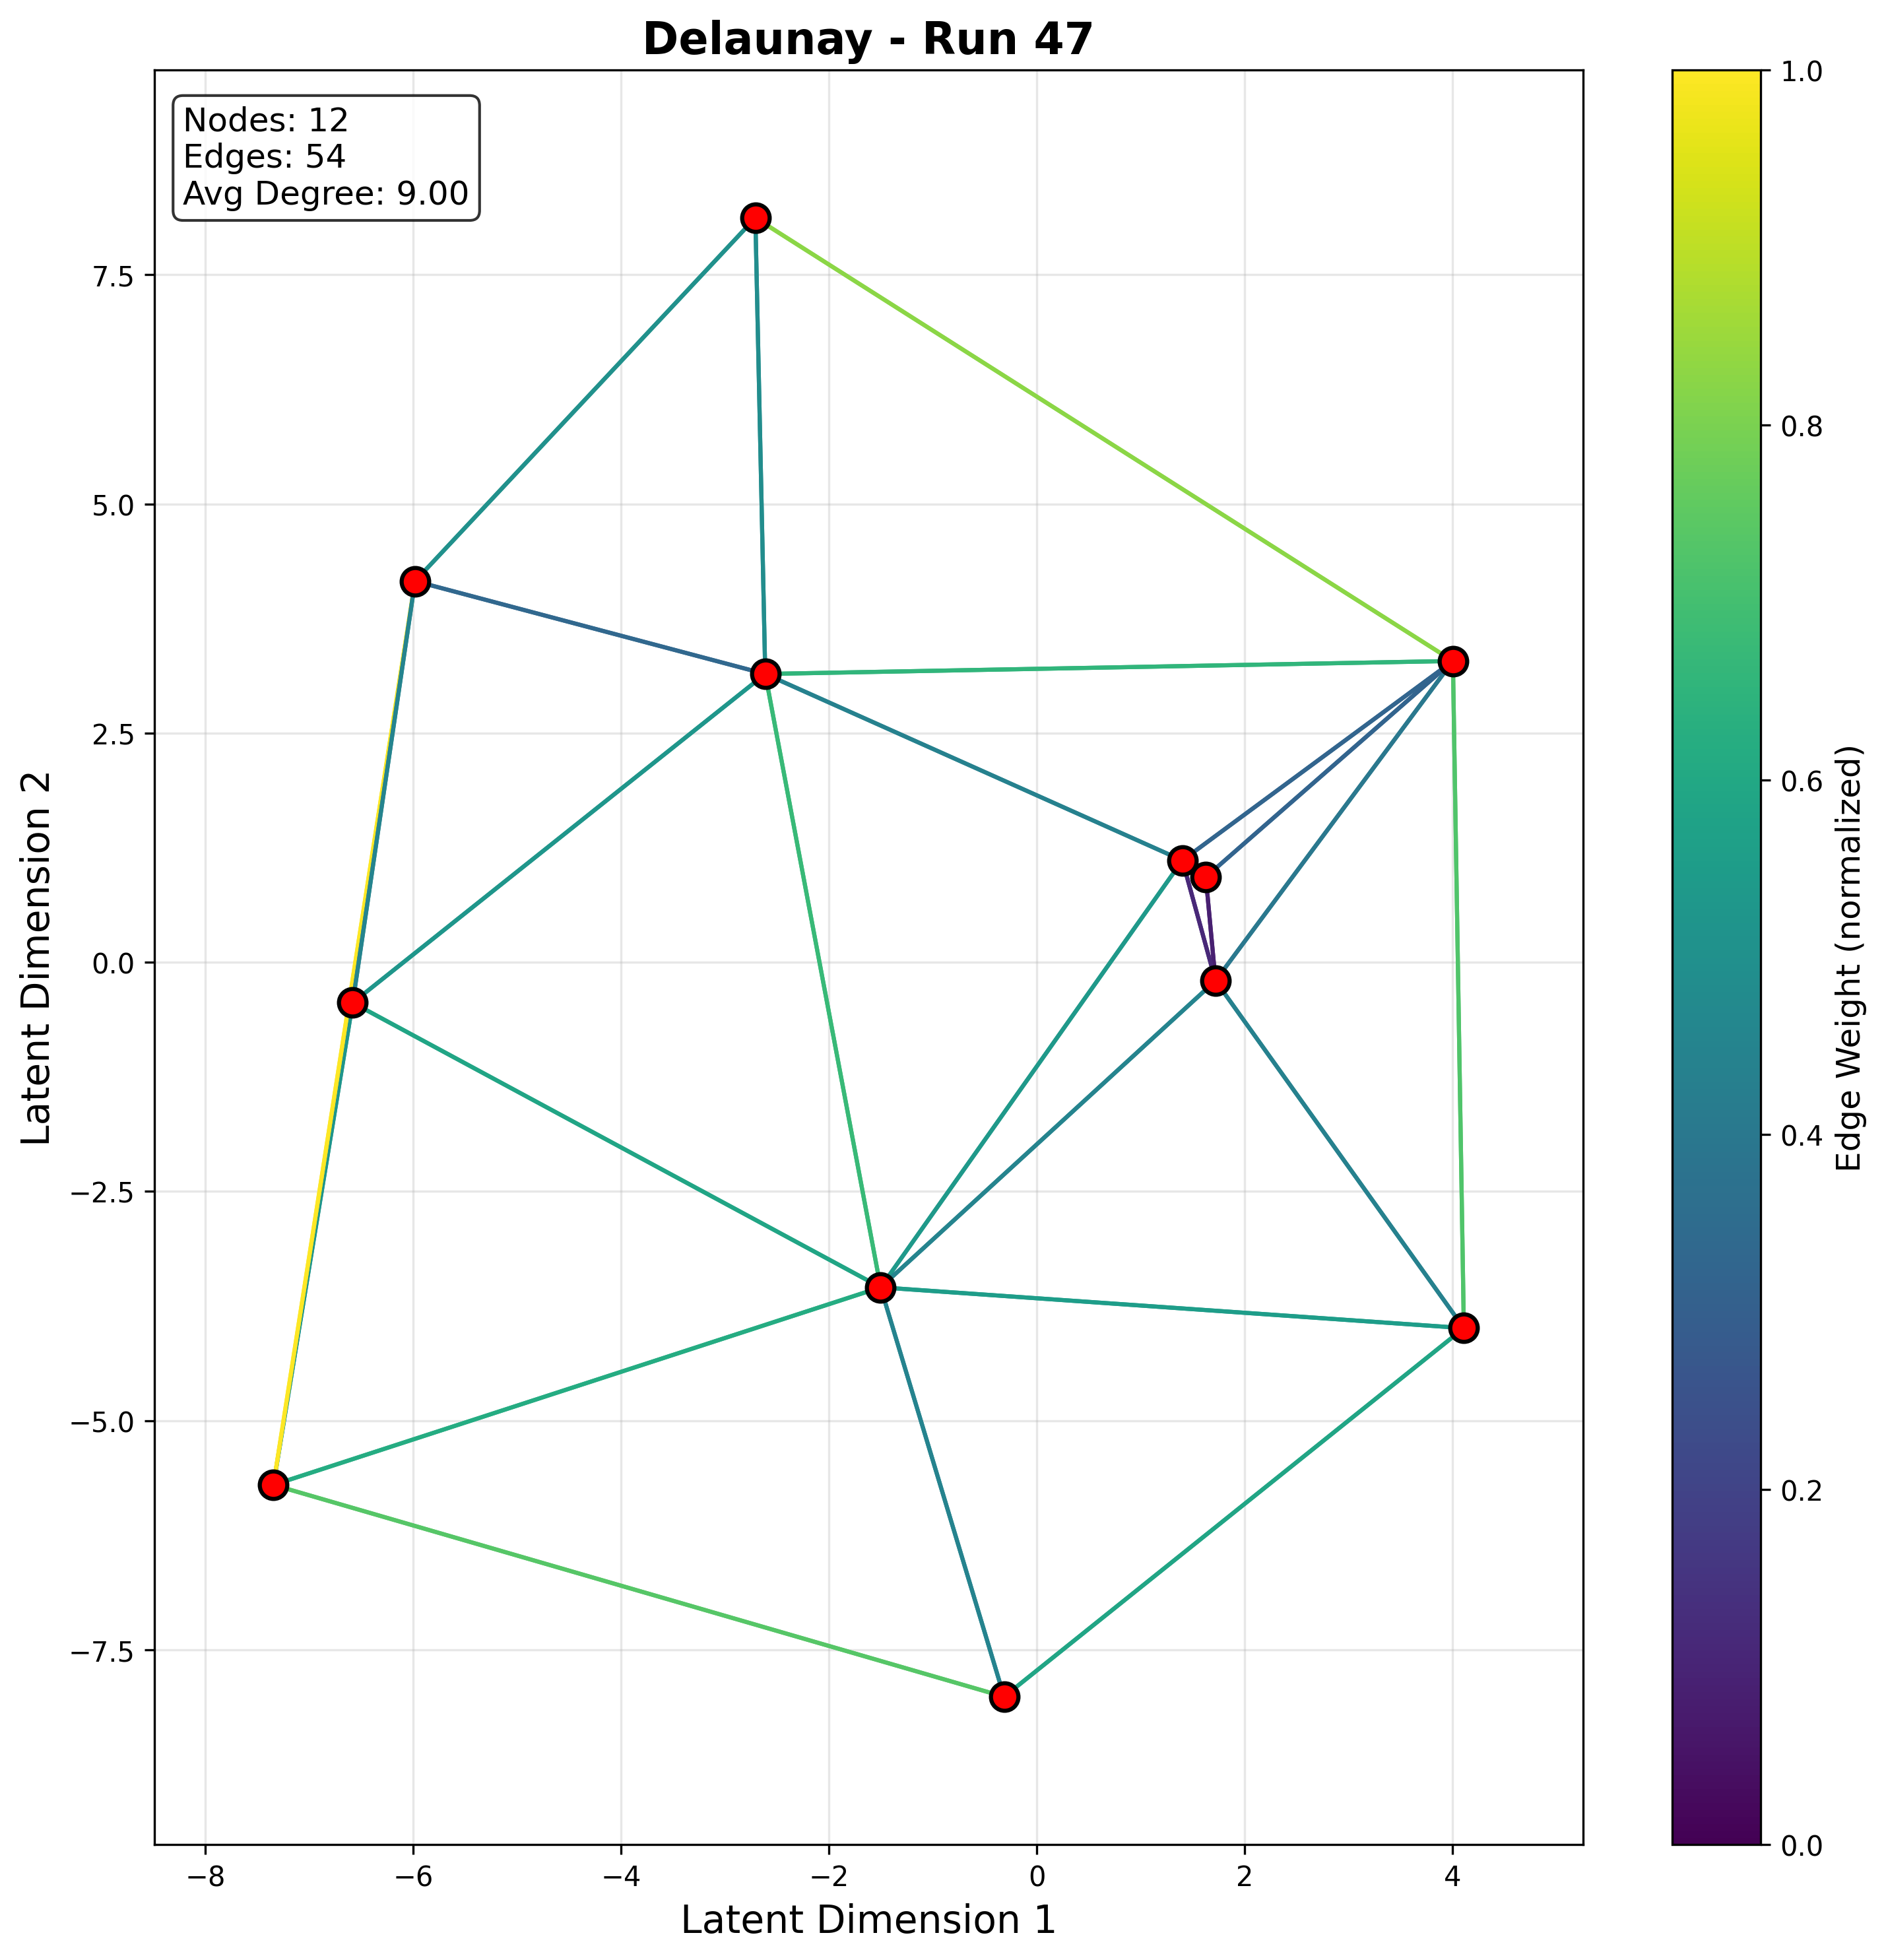 Delaunay - Run 47
Nodes: 12
Edges: 54
Avg Degree: 9.00
7.5
5.0
2.5
0.0
−2.5
−5.0
−7.5
Latent Dimension 2
−8
−6
−4
−2
0
2
4
Latent Dimension 1
1.0
0.8
0.6
0.4
0.2
0.0
Edge Weight (normalized)